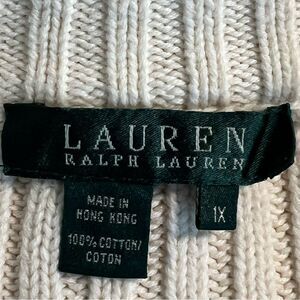 LAUREN
RALPH LAUREN
MADE IN
HONG KONG
100% COTTON/
COTON
1X